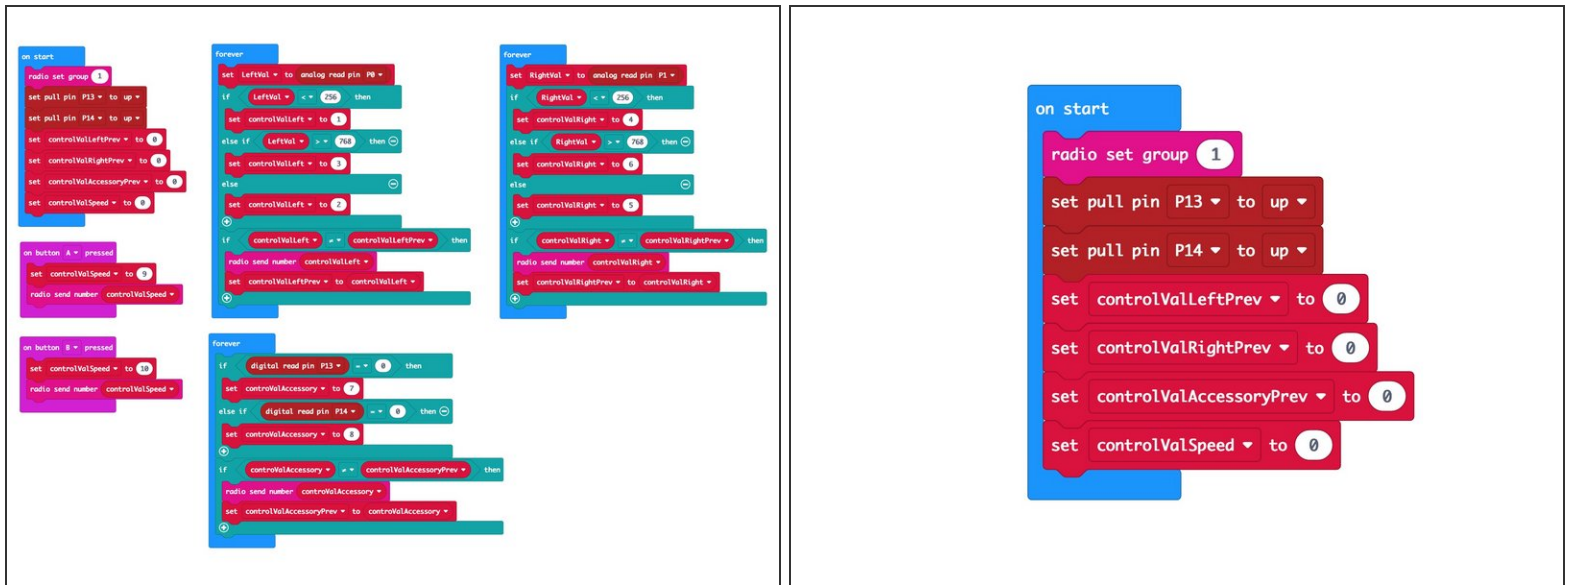 on start
radio set group 1
set pull pin P13 to up
set pull pin P14 to up
set controlValLeftPrev to 0
set controlValRightPrev to 0
set controlValAccessoryPrev to 0
set controlValSpeed to 0
on button A pressed
set controlValSpeed to 9
radio send number controlValSpeed
on button B pressed
set controlValSpeed to 10
radio send number controlValSpeed
forever
set LeftVal to analog read pin P0
if LeftVal < 256 then
set controlValLeft to 1
else if LeftVal > 768 then
set controlValLeft to 3
else
set controlValLeft to 2
if controlValLeft ≠ controlValLeftPrev then
radio send number controlValLeft
set controlValLeftPrev to controlValLeft
forever
set RightVal to analog read pin P1
if RightVal < 256 then
set controlValRight to 4
else if RightVal > 768 then
set controlValRight to 6
else
set controlValRight to 5
if controlValRight ≠ controlValRightPrev then
radio send number controlValRight
set controlValRightPrev to controlValRight
forever
if digital read pin P13 = 0 then
set controValAccessory to 7
else if digital read pin P14 = 0 then
set controValAccessory to 8
if controValAccessory ≠ controlValAccessoryPrev then
radio send number controValAccessory
set controlValAccessoryPrev to controValAccessory
on start
radio set group 1
set pull pin P13 to up
set pull pin P14 to up
set controlValLeftPrev to 0
set controlValRightPrev to 0
set controlValAccessoryPrev to 0
set controlValSpeed to 0